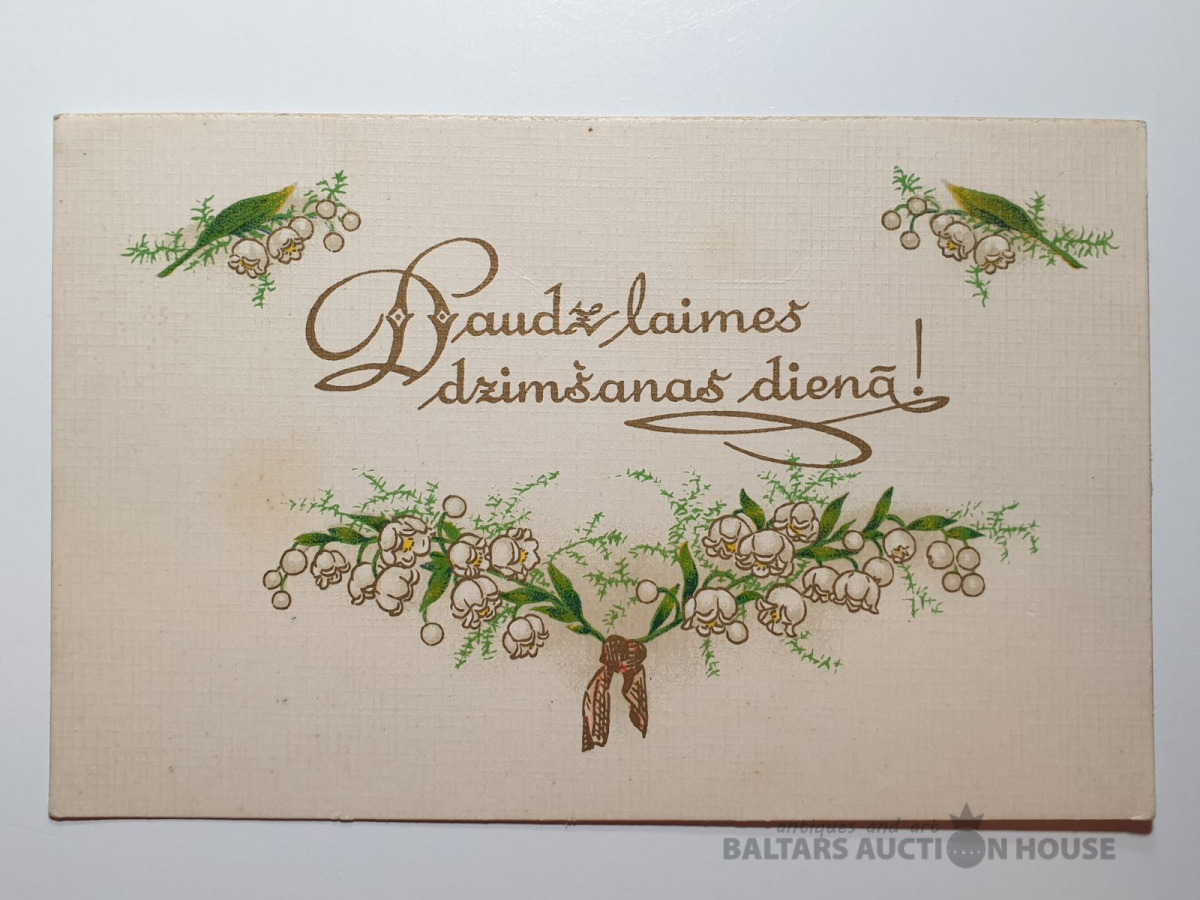 Daudz laimes
dzimšanas dienā!
antiques and art
BALTARS AUCTION HOUSE